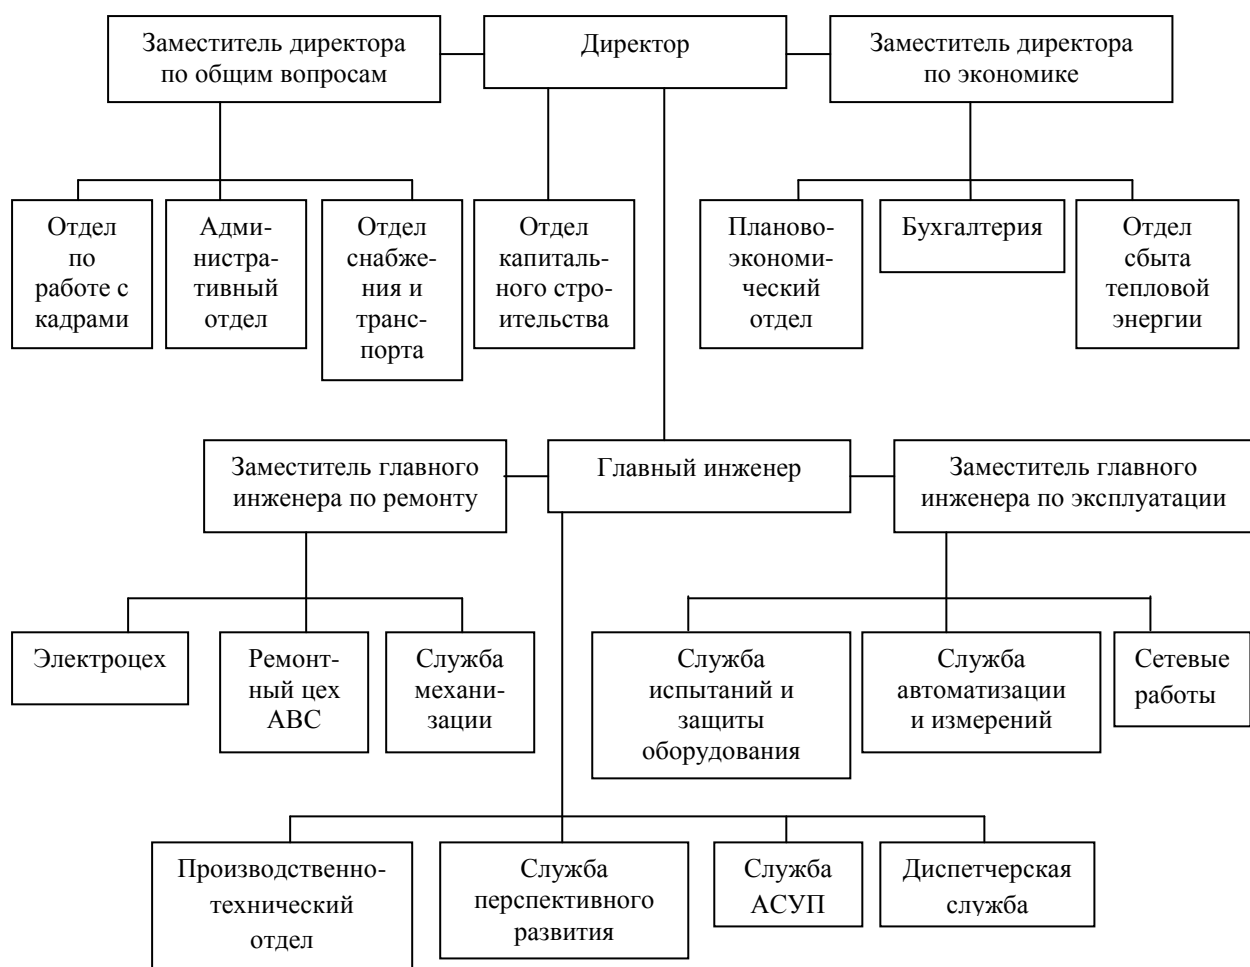 Заместитель директора
по общим вопросам
Директор
Заместитель директора
по экономике
Отдел
по
работе с
кадрами
Адми-
нистра-
тивный
отдел
Отдел
снабже-
ния и
транс-
порта
Отдел
капиталь-
ного стро-
ительства
Планово-
экономи-
ческий
отдел
Бухгалтерия
Отдел
сбыта
тепловой
энергии
Заместитель главного
инженера по ремонту
Главный инженер
Заместитель главного
инженера по эксплуатации
Электроцех
Ремонт-
ный цех
АВС
Служба
механи-
зации
Служба
испытаний и
защиты
оборудования
Служба
автоматизации
и измерений
Сетевые
работы
Производственно-
технический
отдел
Служба
перспективного
развития
Служба
АСУП
Диспетчерская
служба